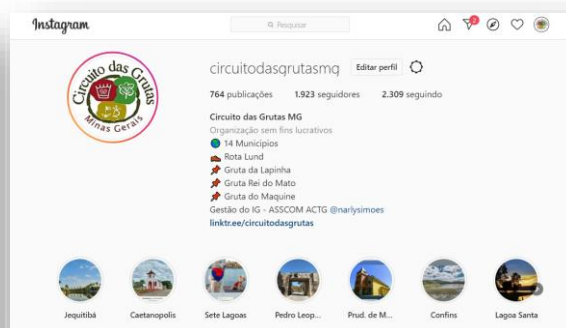 Instagram
Pesquisar
2
Circuito das Grutas
Minas Gerais
circuitodasgrutasmg
Editar perfil
764 publicações 1.923 seguidores 2.309 seguindo
Circuito das Grutas MG
Organização sem fins lucrativos
14 Municipios
Rota Lund
Gruta da Lapinha
Gruta Rei do Mato
Gruta do Maquine
Gestão do IG - ASSCOM ACTG @narlysimoes
linktr.ee/circuitodasgrutas
Jequitibá Caetanopolis Sete Lagoas Pedro Leop... Prud. de M... Confins Lagoa Santa